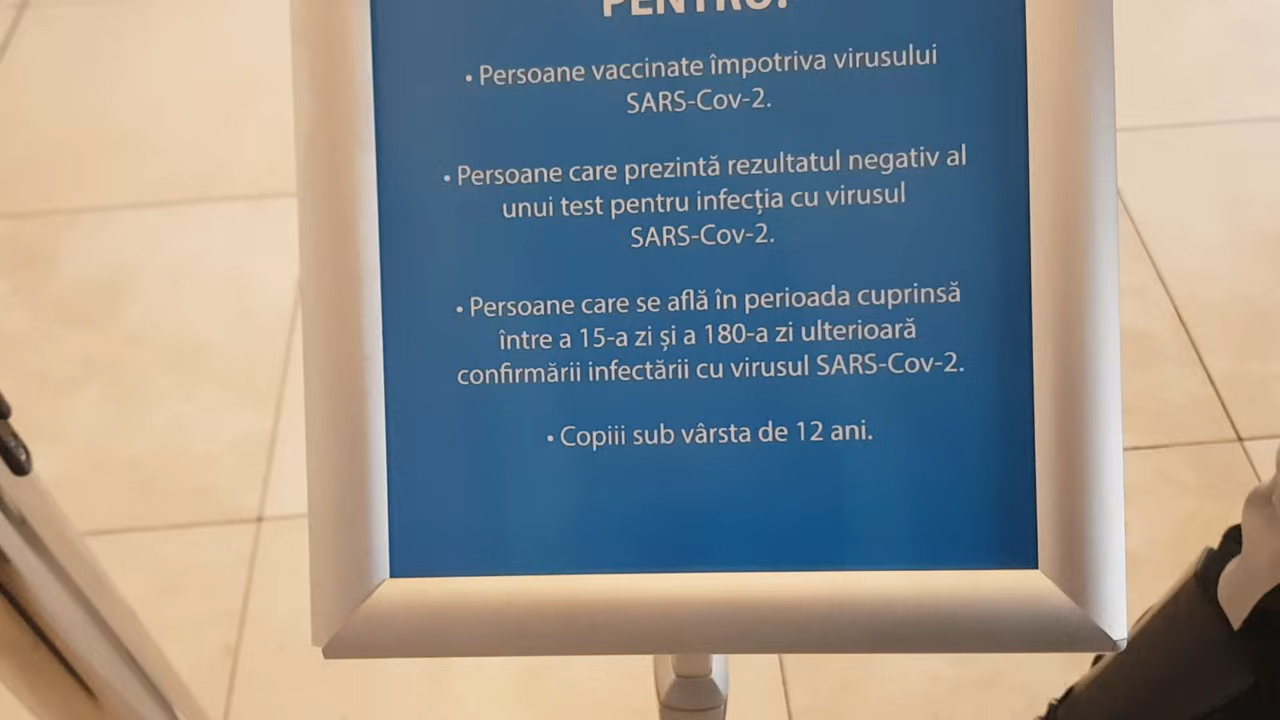 PENTRU:
• Persoane vaccinate împotriva virusului
SARS-Cov-2.
• Persoane care prezintă rezultatul negativ al
unui test pentru infecția cu virusul
SARS-Cov-2.
• Persoane care se află în perioada cuprinsă
între a 15-a zi și a 180-a zi ulterioară
confirmării infectării cu virusul SARS-Cov-2.
• Copiii sub vârsta de 12 ani.